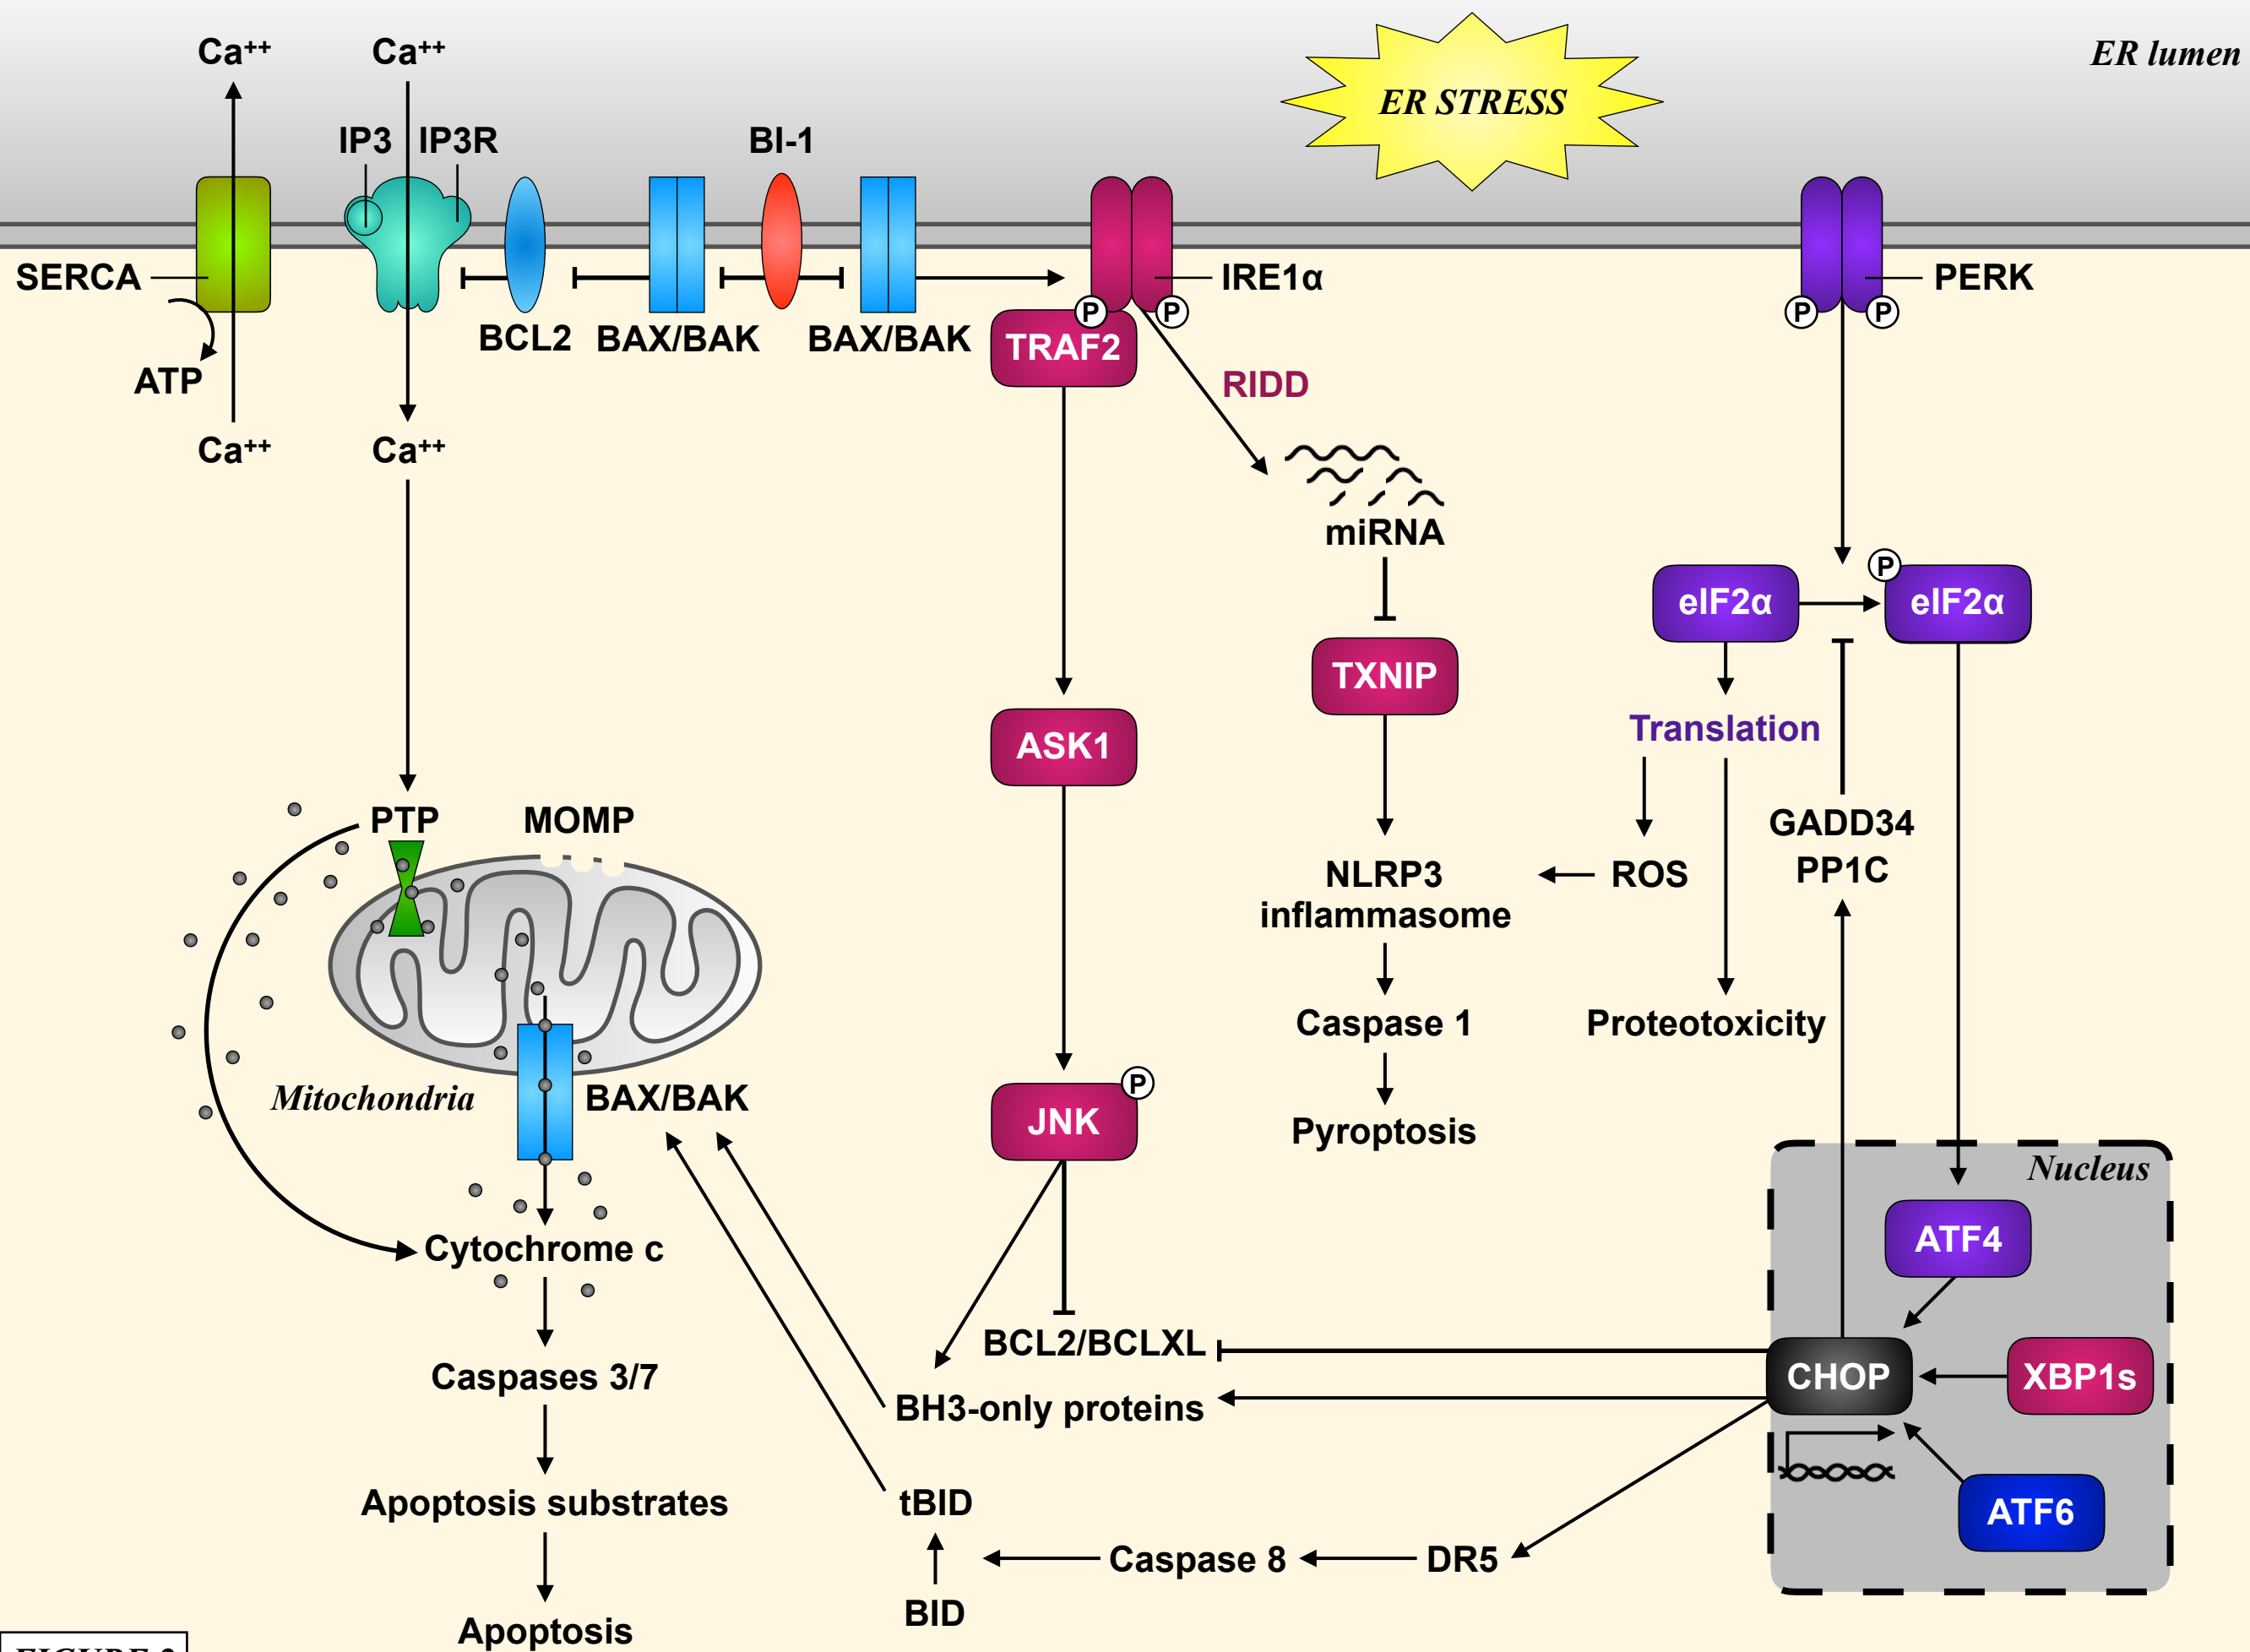 Ca++
Ca++
ER lumen
ER STRESS
IP3
IP3R
BI-1
SERCA
IRE1α
PERK
P
P
P
P
BCL2
BAX/BAK
BAX/BAK
TRAF2
ATP
RIDD
Ca++
Ca++
miRNA
P
eIF2α
eIF2α
TXNIP
Translation
ASK1
PTP
MOMP
GADD34
PP1C
NLRP3
inflammasome
ROS
Caspase 1
Proteotoxicity
Mitochondria
BAX/BAK
P
JNK
Pyroptosis
Nucleus
ATF4
Cytochrome c
BCL2/BCLXL
CHOP
XBP1s
Caspases 3/7
BH3-only proteins
Apoptosis substrates
tBID
ATF6
Caspase 8
DR5
BID
Apoptosis